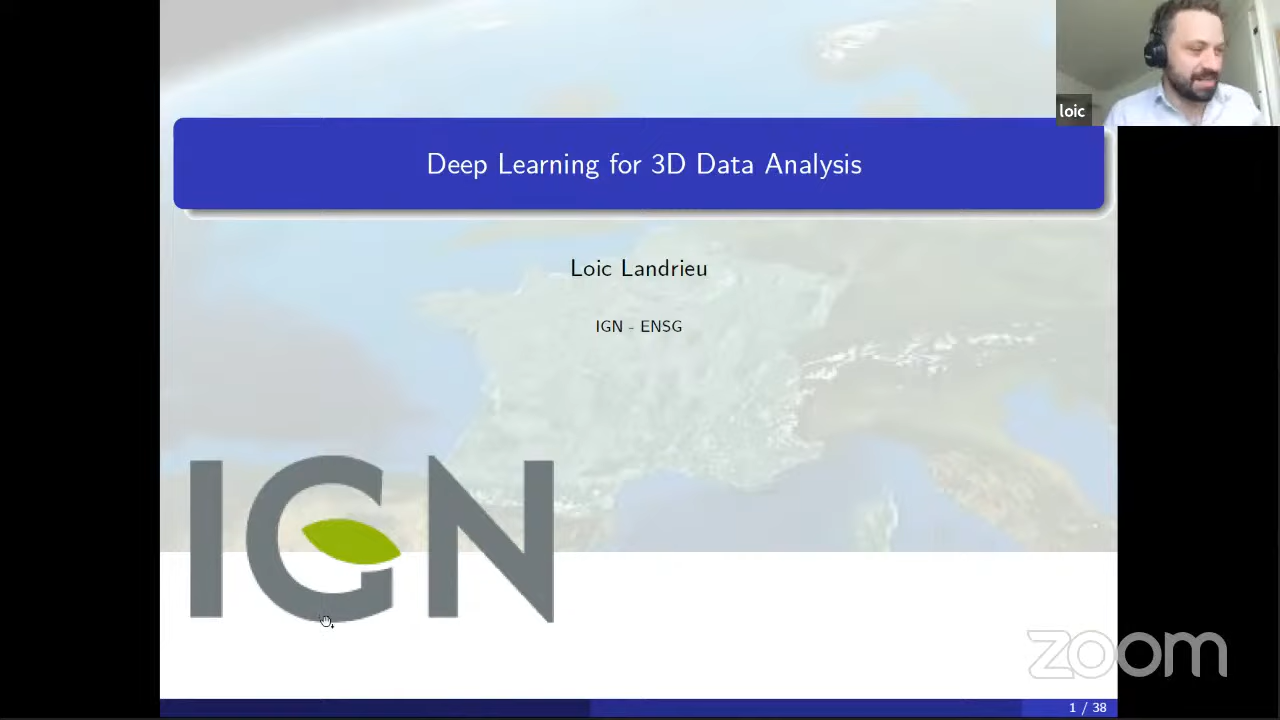 loic
Deep Learning for 3D Data Analysis
Loic Landrieu
IGN - ENSG
IGN
zoom
1 / 38